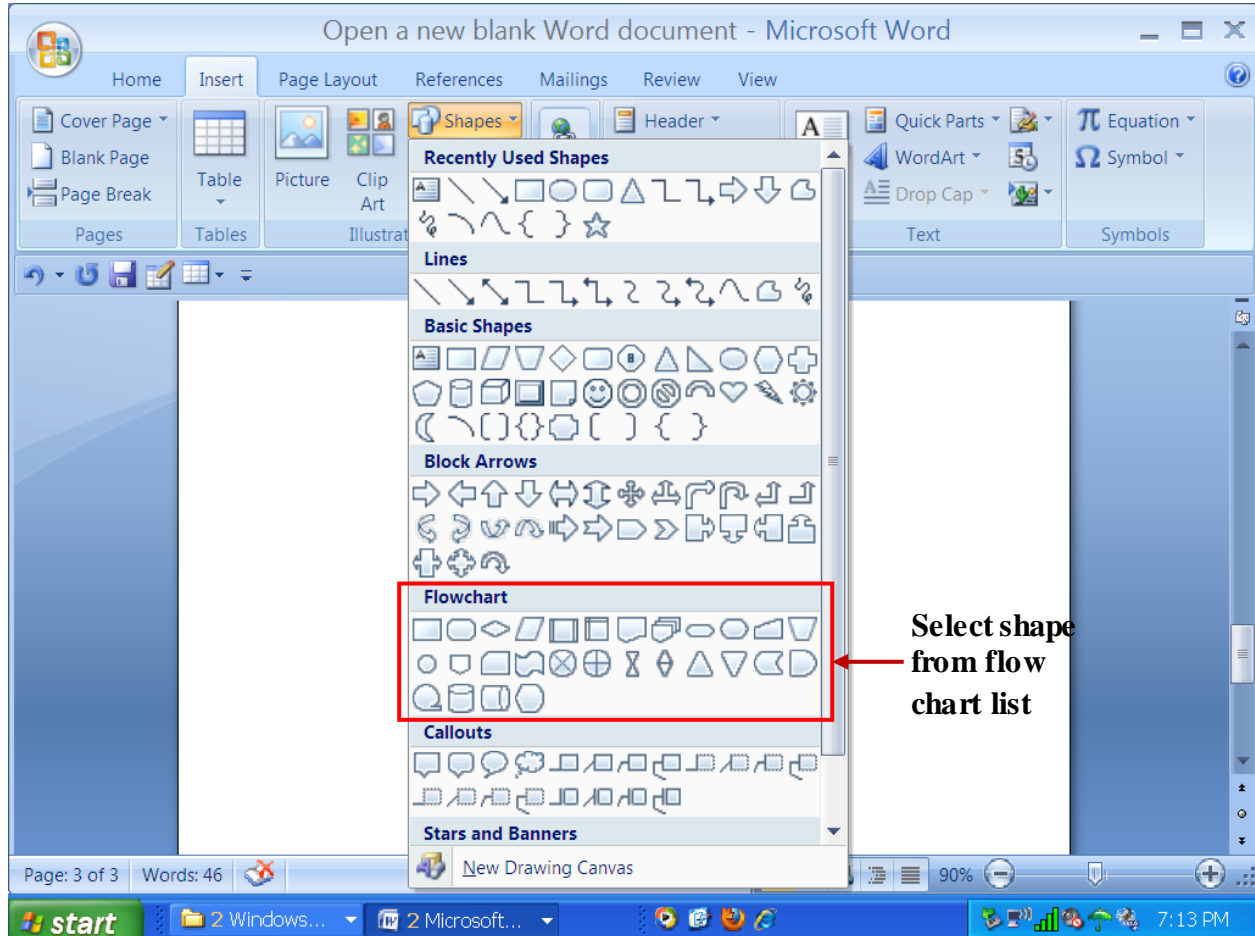 Open a new blank Word document - Microsoft Word
Home Insert Page Layout References Mailings Review View
Cover Page
Blank Page
Page Break
Pages
Table
Tables
Picture
Clip
Art
Illustrat
Shapes
Header
A
Quick Parts
WordArt
Drop Cap
Text
π Equation
Ω Symbol
Symbols
Recently Used Shapes
Lines
Basic Shapes
Block Arrows
Flowchart
Callouts
Stars and Banners
New Drawing Canvas
Select shape
from flow
chart list
Page: 3 of 3 Words: 46
90%
start 2 Windows... 2 Microsoft... 7:13 PM